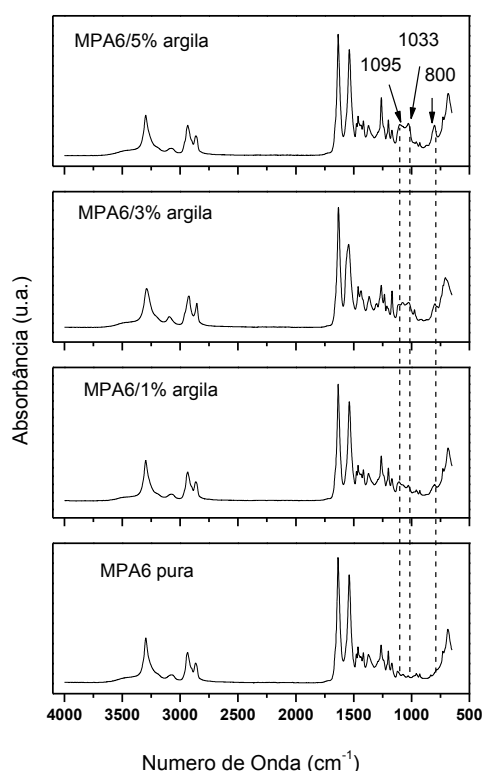 MPA6/5% argila
1033
1095
800
MPA6/3% argila
MPA6/1% argila
MPA6 pura
Absorbância (u.a.)
4000 3500 3000 2500 2000 1500 1000 500
Numero de Onda (cm⁻¹)